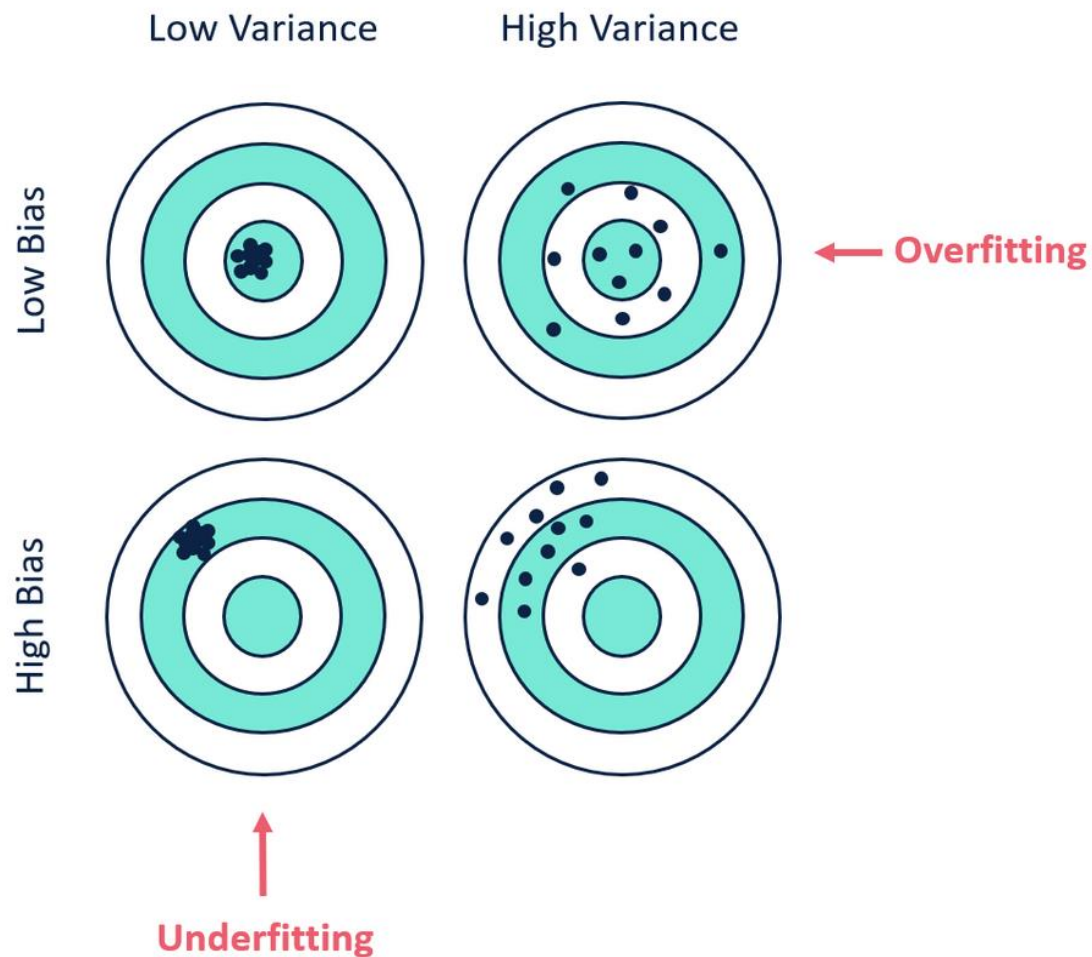 Low Variance
High Variance
Low Bias
Overfitting
High Bias
Underfitting